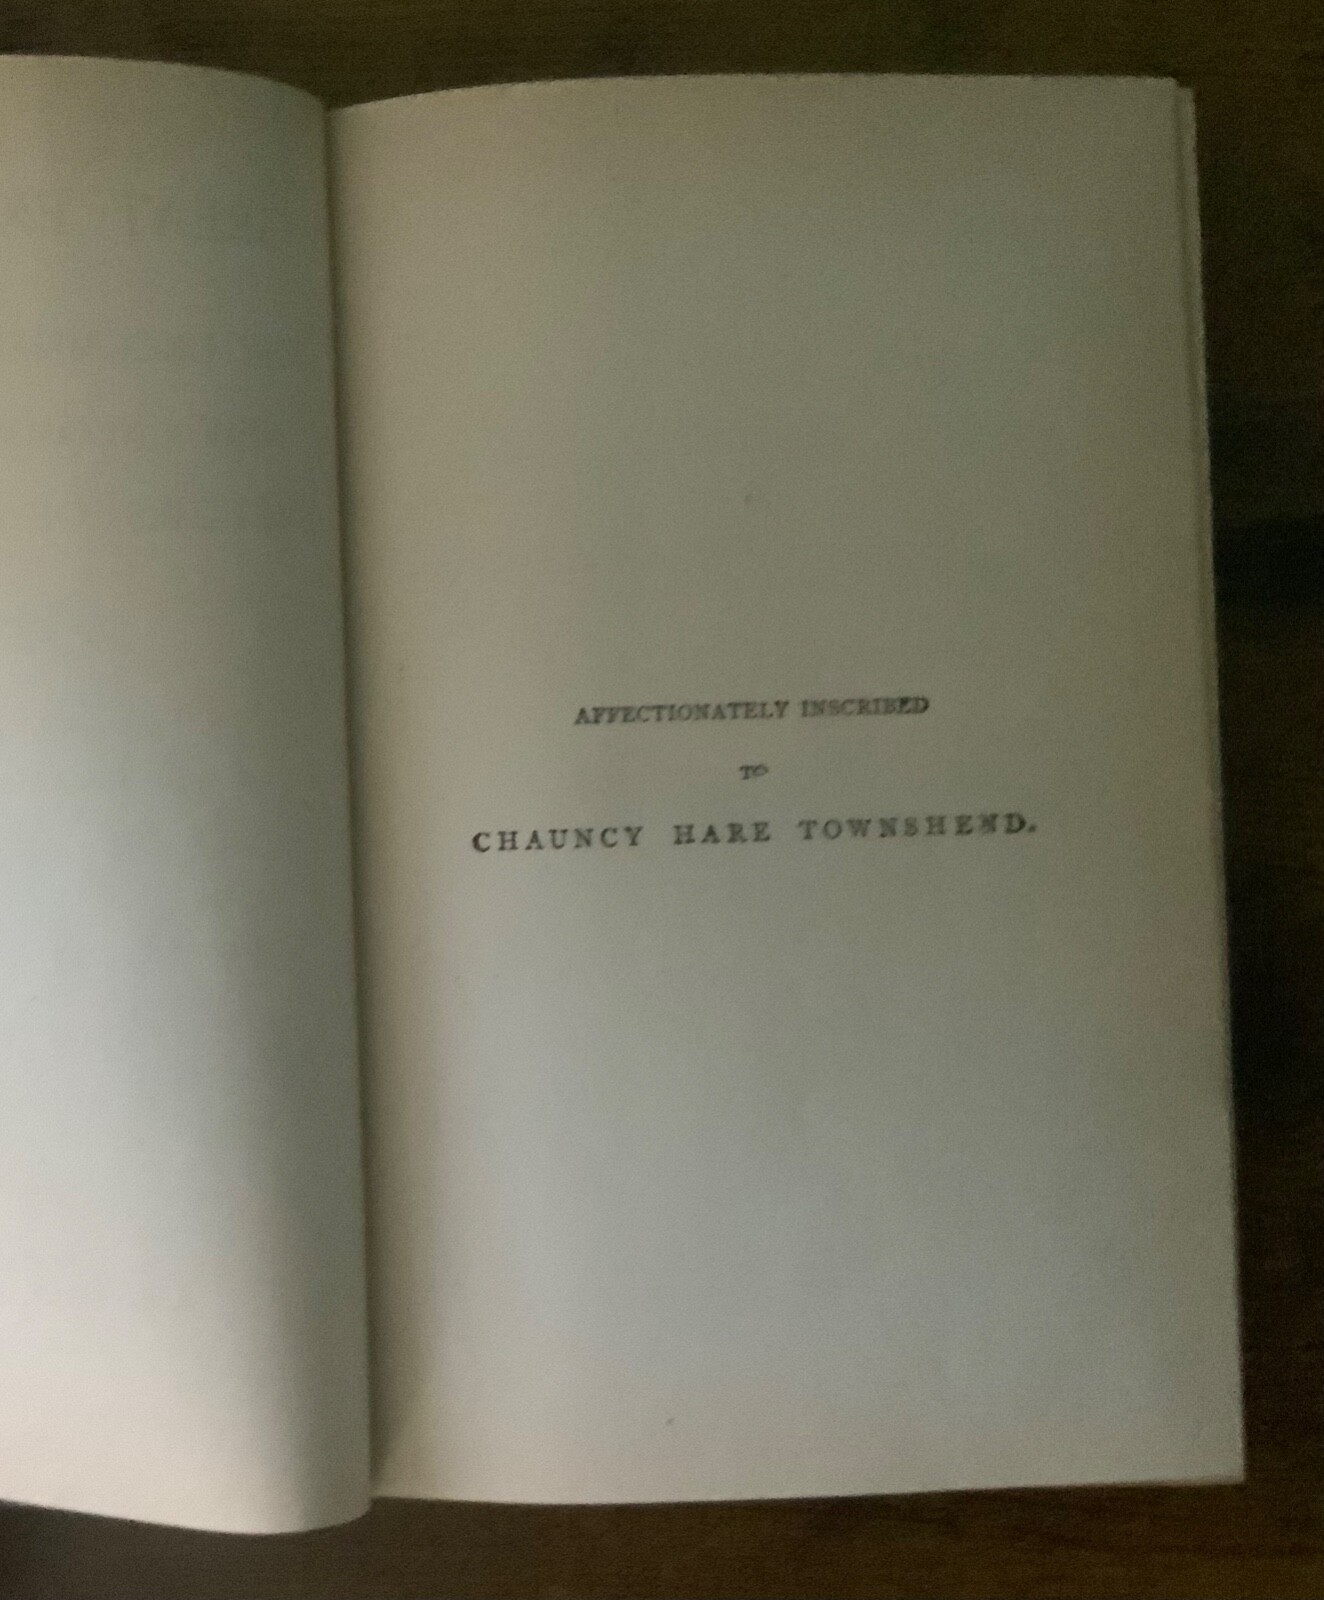 AFFECTIONATELY INSCRIBED
TO
CHAUNCY HARE TOWNSHEND.